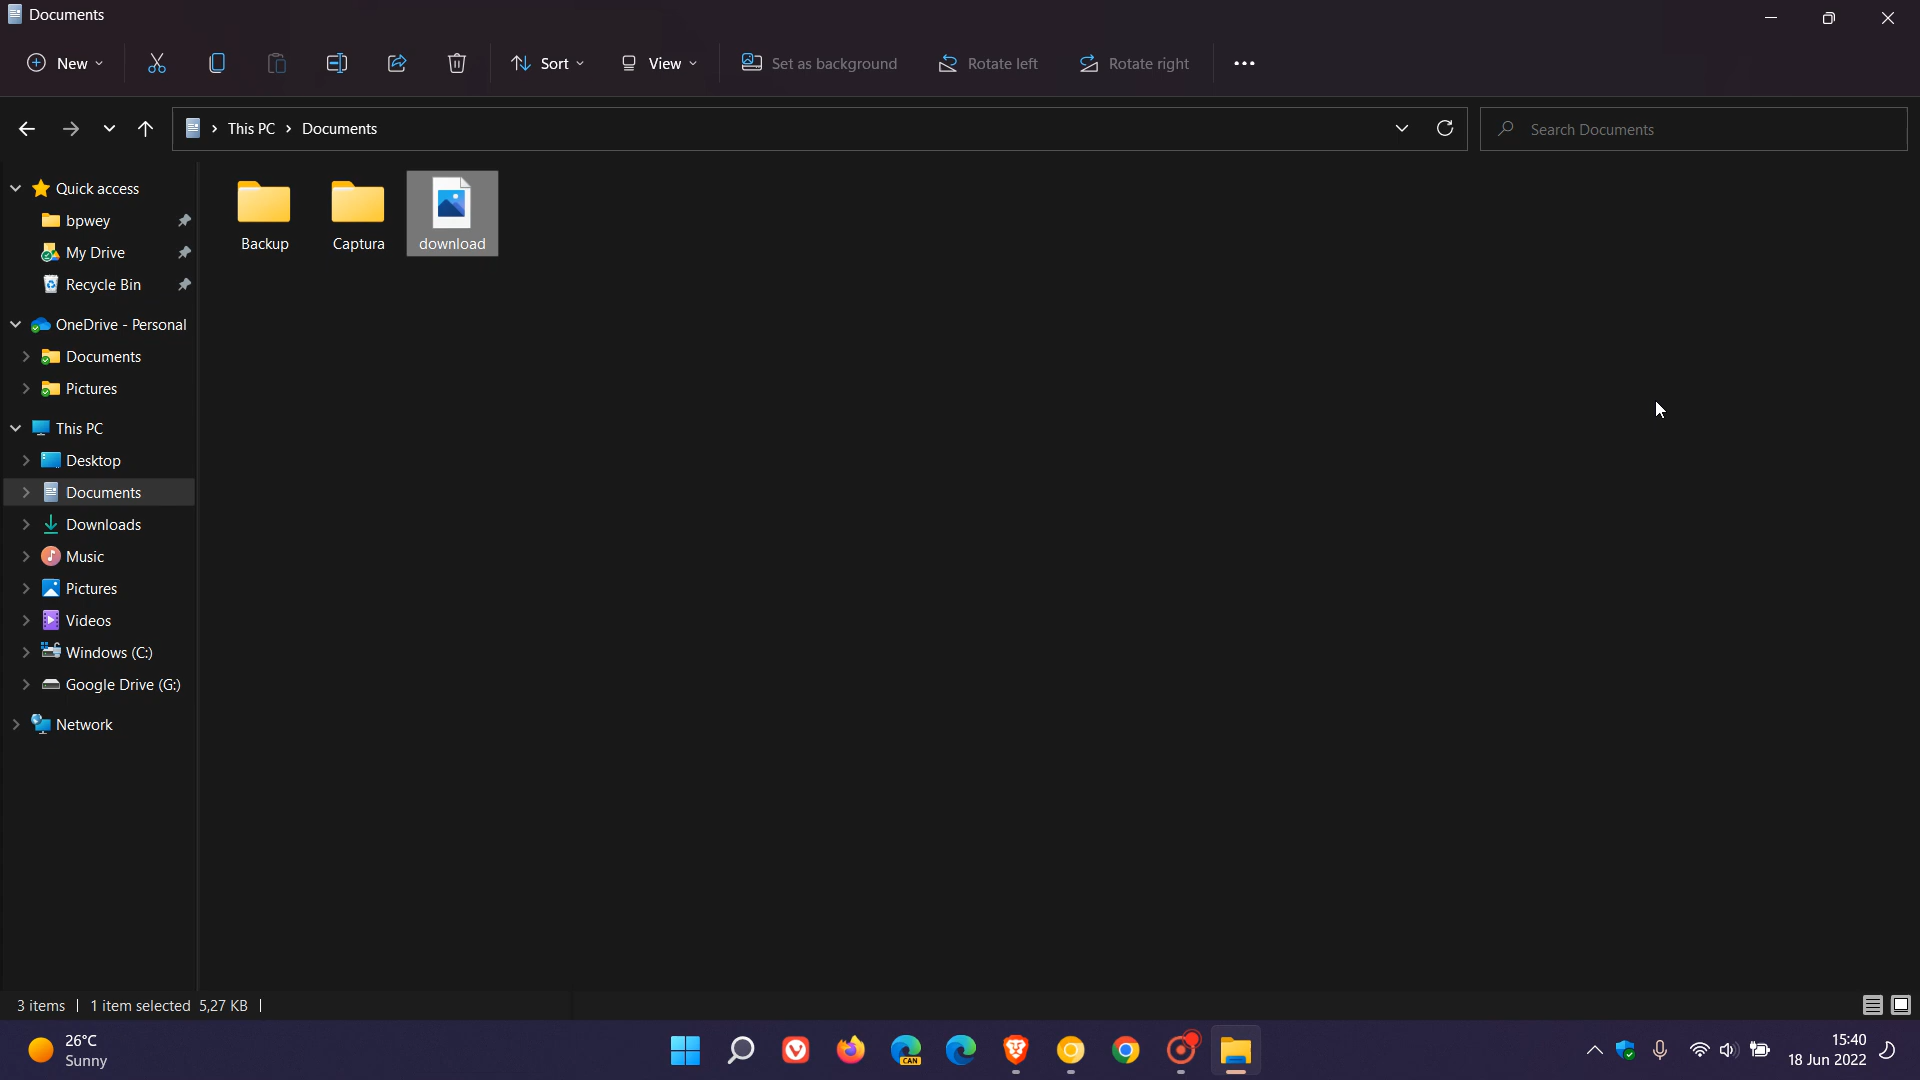 Documents
New
Sort
View
Set as background
Rotate left
Rotate right
This PC
Documents
Search Documents
Quick access
bpwey
My Drive
Recycle Bin
OneDrive - Personal
Documents
Pictures
This PC
Desktop
Documents
Downloads
Music
Pictures
Videos
Windows (C:)
Google Drive (G:)
Network
Backup
Captura
download
3 items
1 item selected 5,27 KB
26°C
Sunny
CAN
15:40
18 Jun 2022